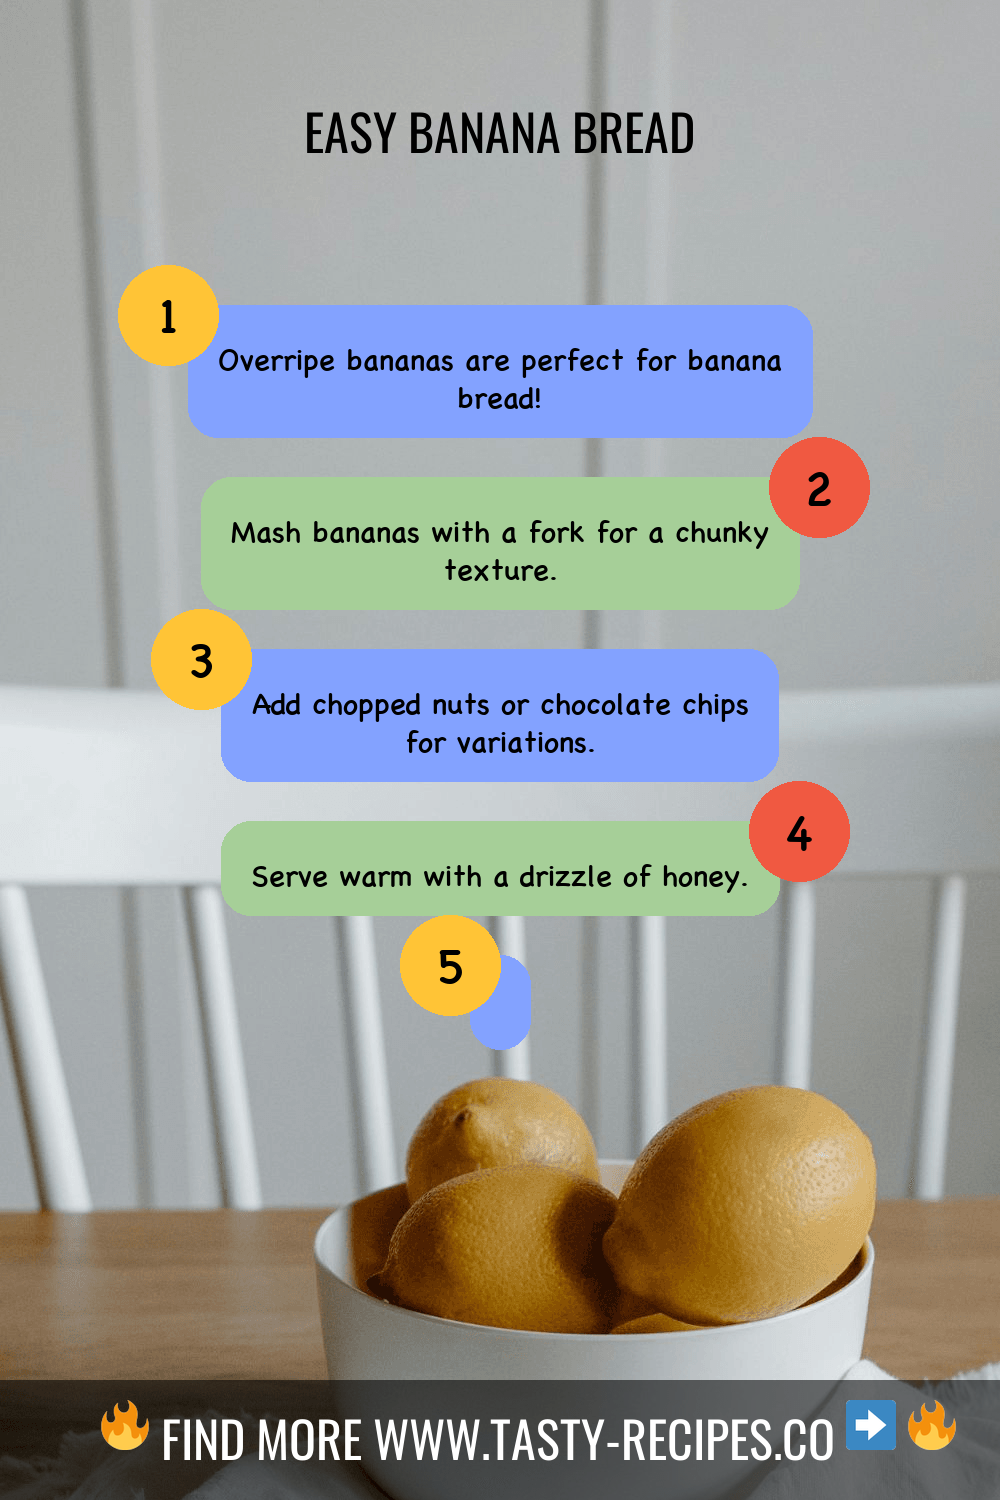 EASY BANANA BREAD
1
Overripe bananas are perfect for banana
bread!
2
Mash bananas with a fork for a chunky
texture.
3
Add chopped nuts or chocolate chips
for variations.
4
Serve warm with a drizzle of honey.
5
🔥 FIND MORE WWW.TASTY-RECIPES.CO ➡️ 🔥